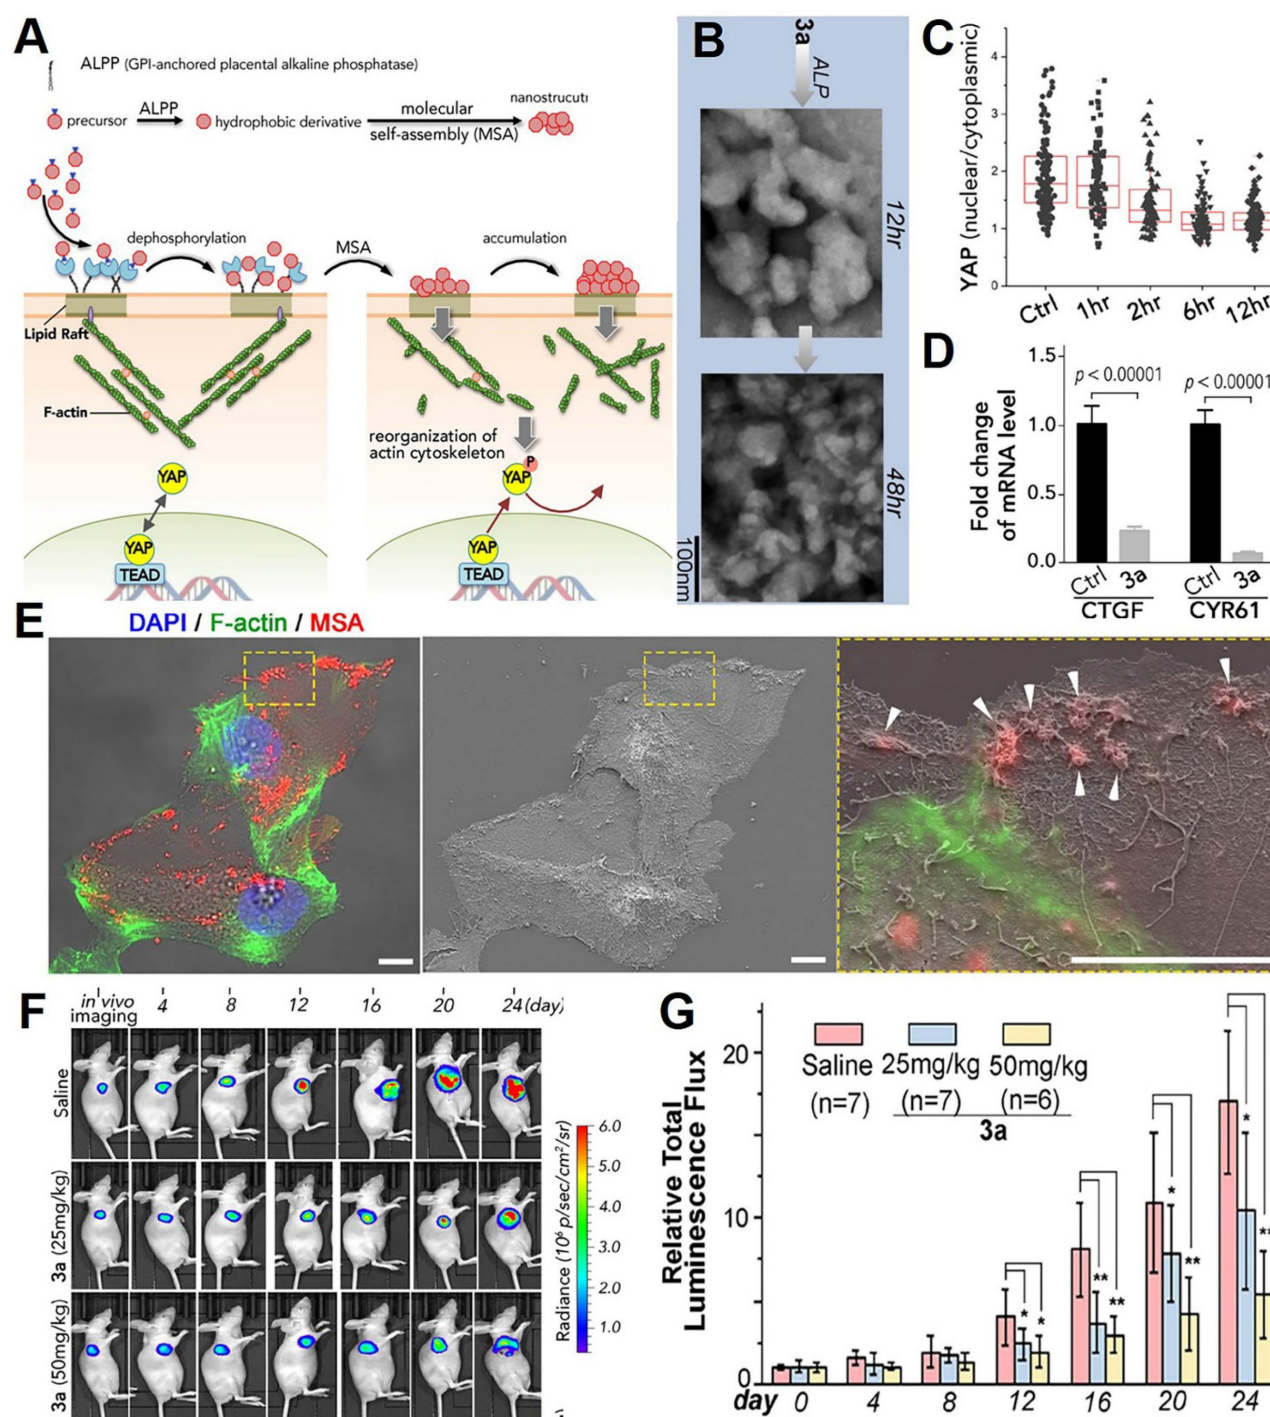 A
ALPP (GPI-anchored placental alkaline phosphatase)
precursor
ALPP
hydrophobic derivative
molecular
self-assembly (MSA)
nanostrucuti
dephosphorylation
MSA
accumulation
Lipid Raft
F-actin
reorganization of
actin cytoskeleton
P
YAP
YAP
YAP
TEAD
YAP
TEAD
B
3a
ALP
12hr
48hr
100nm
C
YAP (nuclear/cytoplasmic)
4
3
2
1
0
Ctrl 1hr 2hr 6hr 12hr
D
Fold change
of mRNA level
1.5
1.0
0.5
0.0
p < 0.00001
p < 0.00001
Ctrl 3a Ctrl 3a
CTGF CYR61
E
DAPI / F-actin / MSA
F
in vivo
imaging
4 8 12 16 20 24 (day)
Saline
3a (25mg/kg)
3a (50mg/kg)
Radiance (10⁶ p/sec/cm²/sr)
6.0
5.0
4.0
3.0
2.0
1.0
G
Relative Total
Luminescence Flux
20
10
0
Saline 25mg/kg 50mg/kg
(n=7) (n=7) (n=6)
3a
* *
** **
* **
* **
day 0 4 8 12 16 20 24